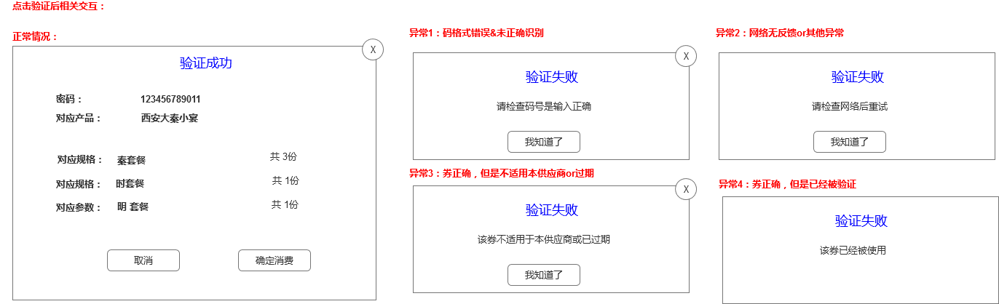 点击验证后相关交互：
正常情况：
X
验证成功
密码： 123456789011
对应产品： 西安大秦小宴
对应规格： 秦套餐 共 3份
对应规格： 时套餐 共 1份
对应参数： 明 套餐 共 1份
取消 确定消费
异常1：码格式错误&未正确识别
X
验证失败
请检查码号是输入正确
我知道了
异常2：网络无反馈or其他异常
验证失败
请检查网络后重试
我知道了
异常3：券正确，但是不适用本供应商or过期
X
验证失败
该券不适用于本供应商或已过期
我知道了
异常4：券正确，但是已经被验证
验证失败
该券已经被使用